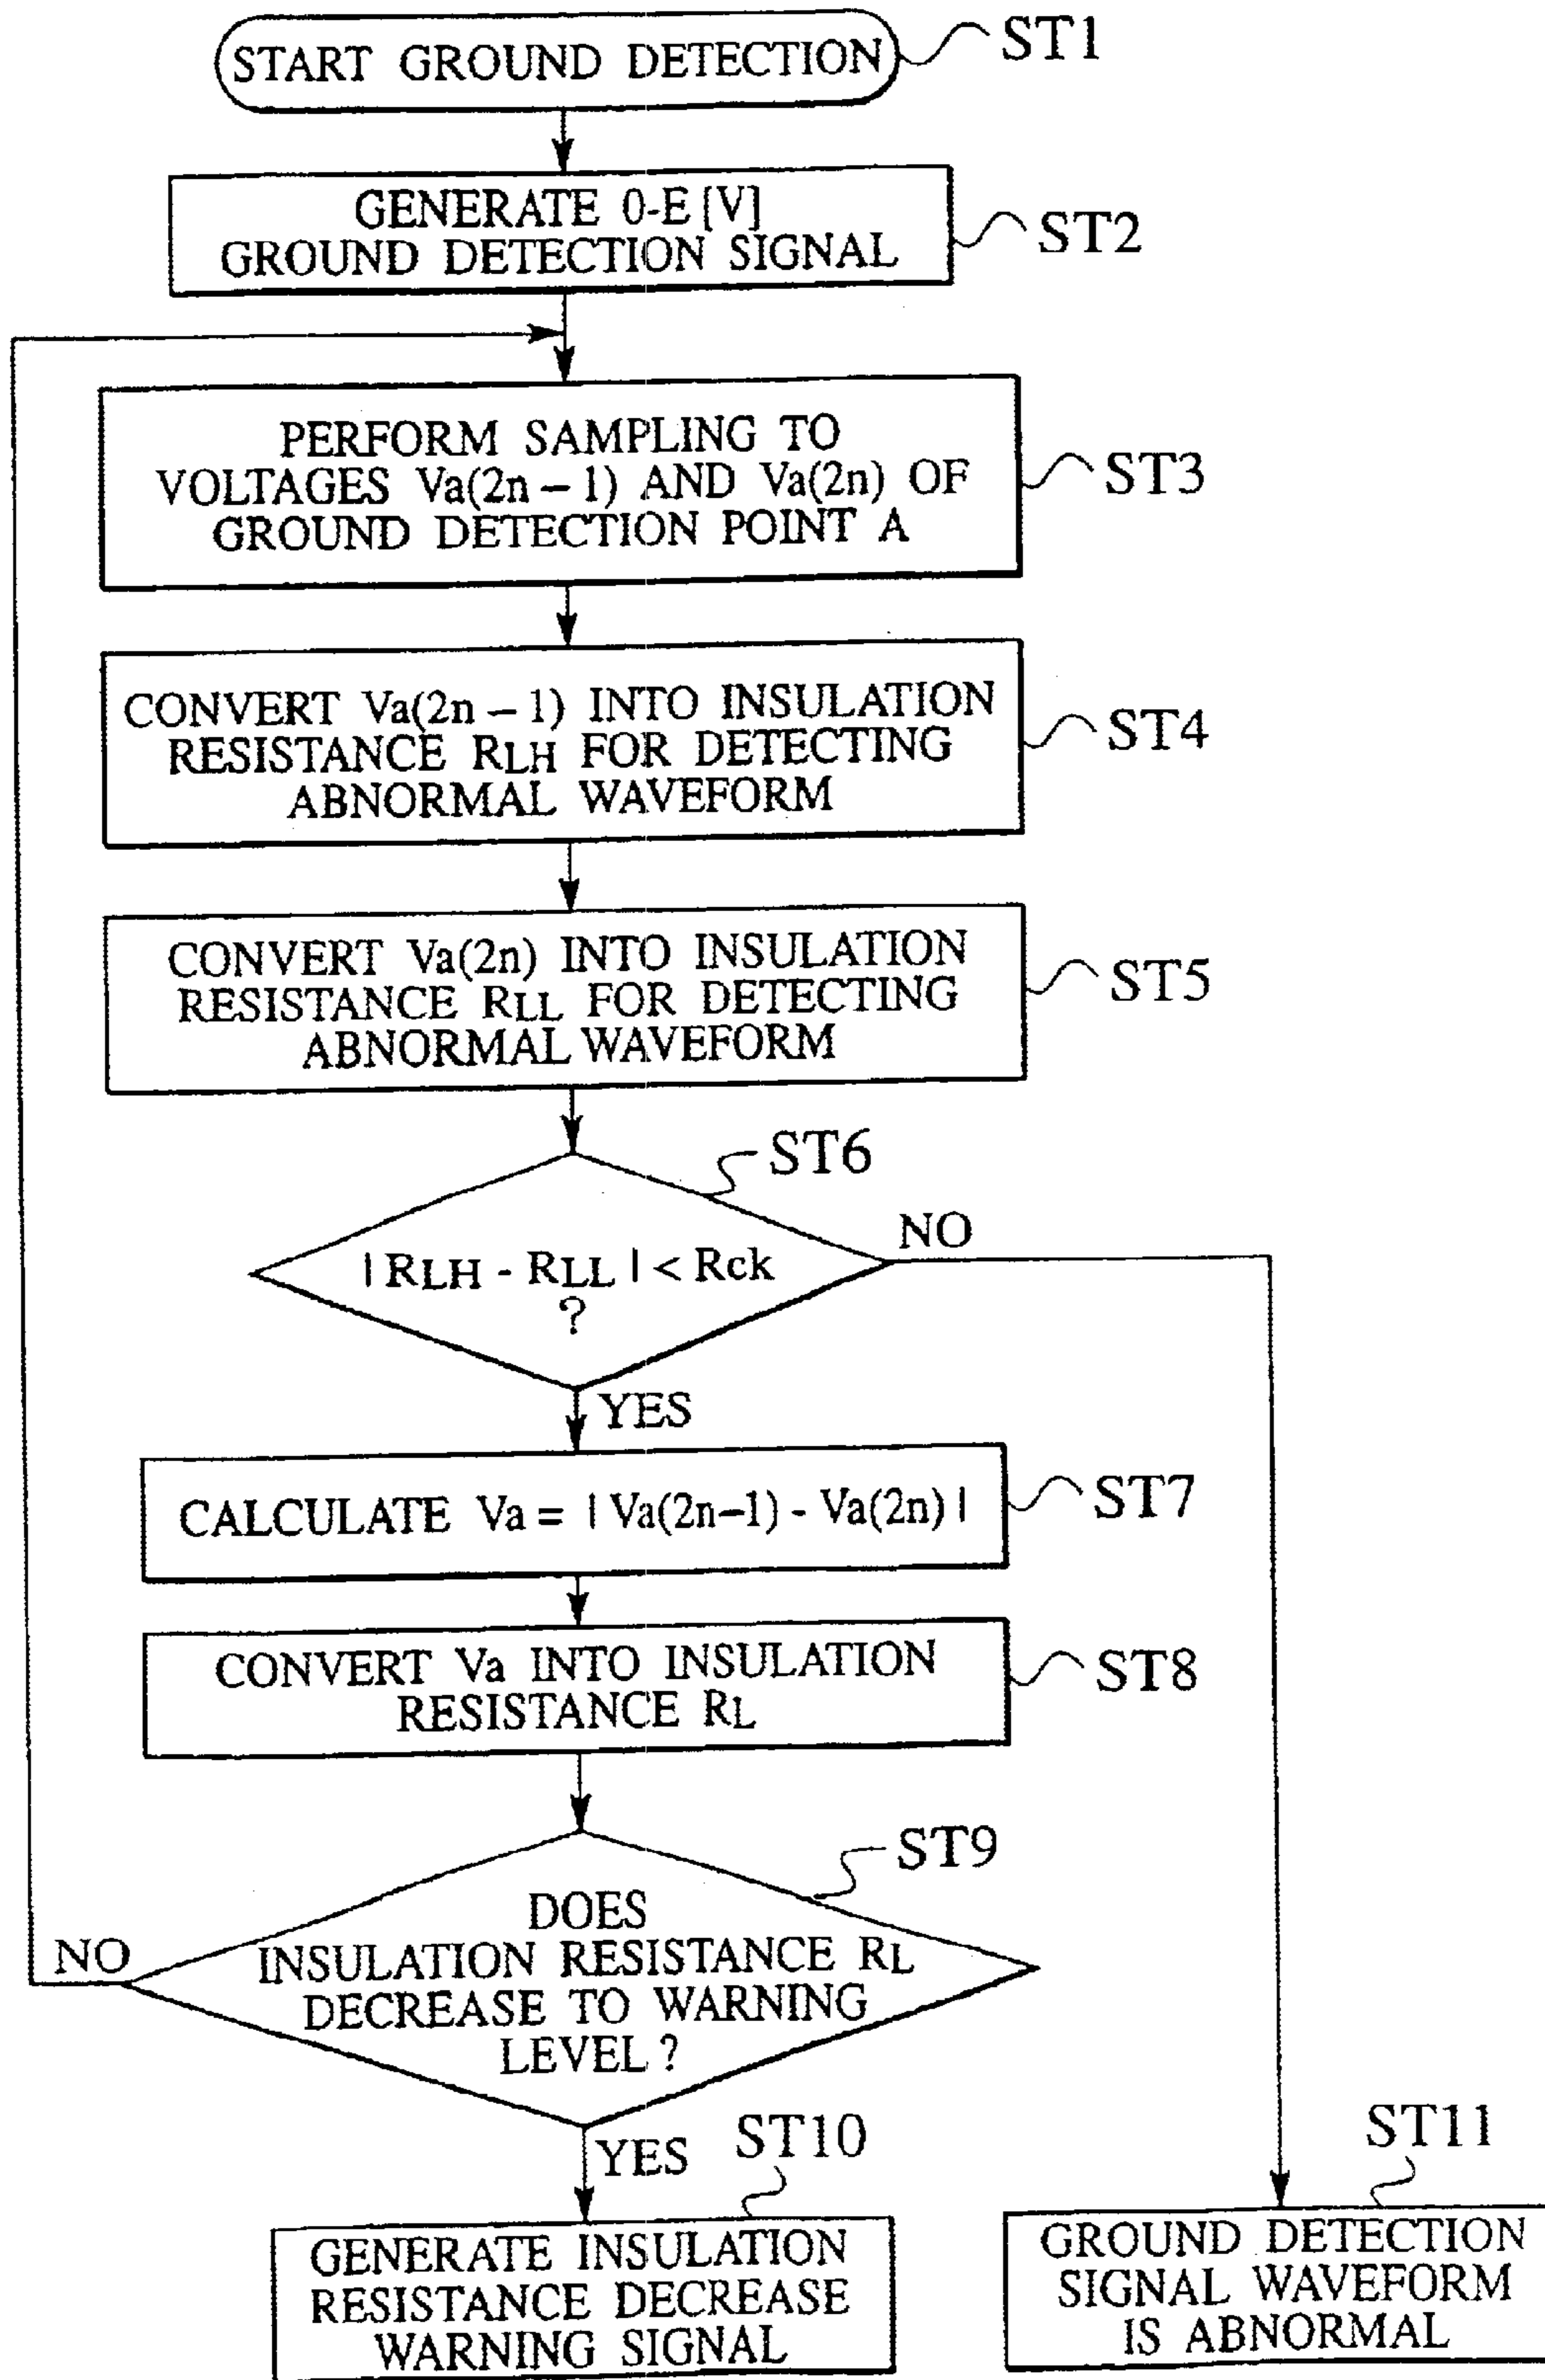 START GROUND DETECTION
ST1
GENERATE 0-E [V]
GROUND DETECTION SIGNAL
ST2
PERFORM SAMPLING TO
VOLTAGES Va(2n – 1) AND Va(2n) OF
GROUND DETECTION POINT A
ST3
CONVERT Va(2n – 1) INTO INSULATION
RESISTANCE RLH FOR DETECTING
ABNORMAL WAVEFORM
ST4
CONVERT Va(2n) INTO INSULATION
RESISTANCE RLL FOR DETECTING
ABNORMAL WAVEFORM
ST5
ST6
| RLH - RLL | < Rck
?
NO
YES
CALCULATE Va = | Va(2n–1) - Va(2n) |
ST7
CONVERT Va INTO INSULATION
RESISTANCE RL
ST8
ST9
DOES
INSULATION RESISTANCE RL
DECREASE TO WARNING
LEVEL ?
NO
YES
ST10
GENERATE INSULATION
RESISTANCE DECREASE
WARNING SIGNAL
ST11
GROUND DETECTION
SIGNAL WAVEFORM
IS ABNORMAL